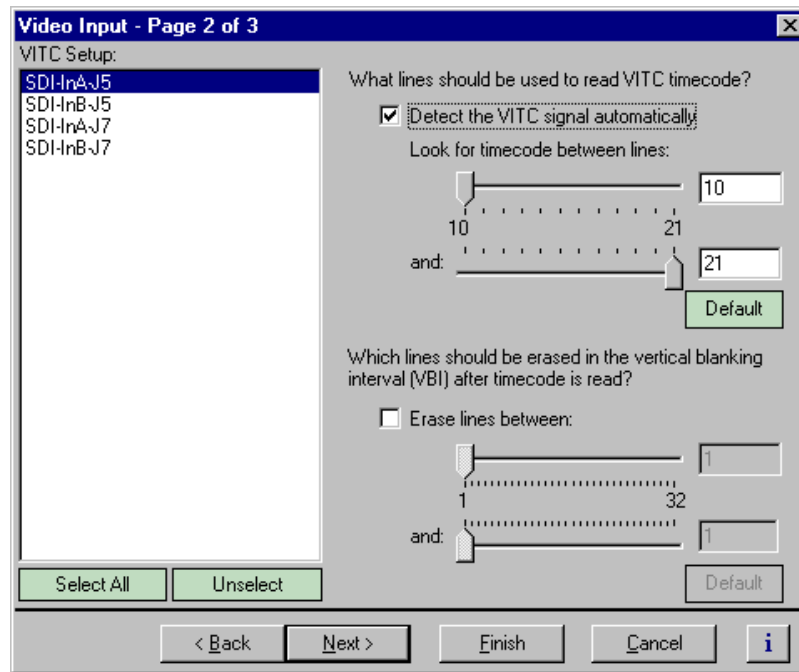 Video Input - Page 2 of 3
VITC Setup:
SDI-InA-J5
SDI-InB-J5
SDI-InA-J7
SDI-InB-J7
Select All
Unselect
What lines should be used to read VITC timecode?
Detect the VITC signal automatically
Look for timecode between lines:
10
10 21
and:
21
Default
Which lines should be erased in the vertical blanking
interval (VBI) after timecode is read?
Erase lines between:
1
1 32
and:
1
Default
< Back
Next >
Finish
Cancel
i